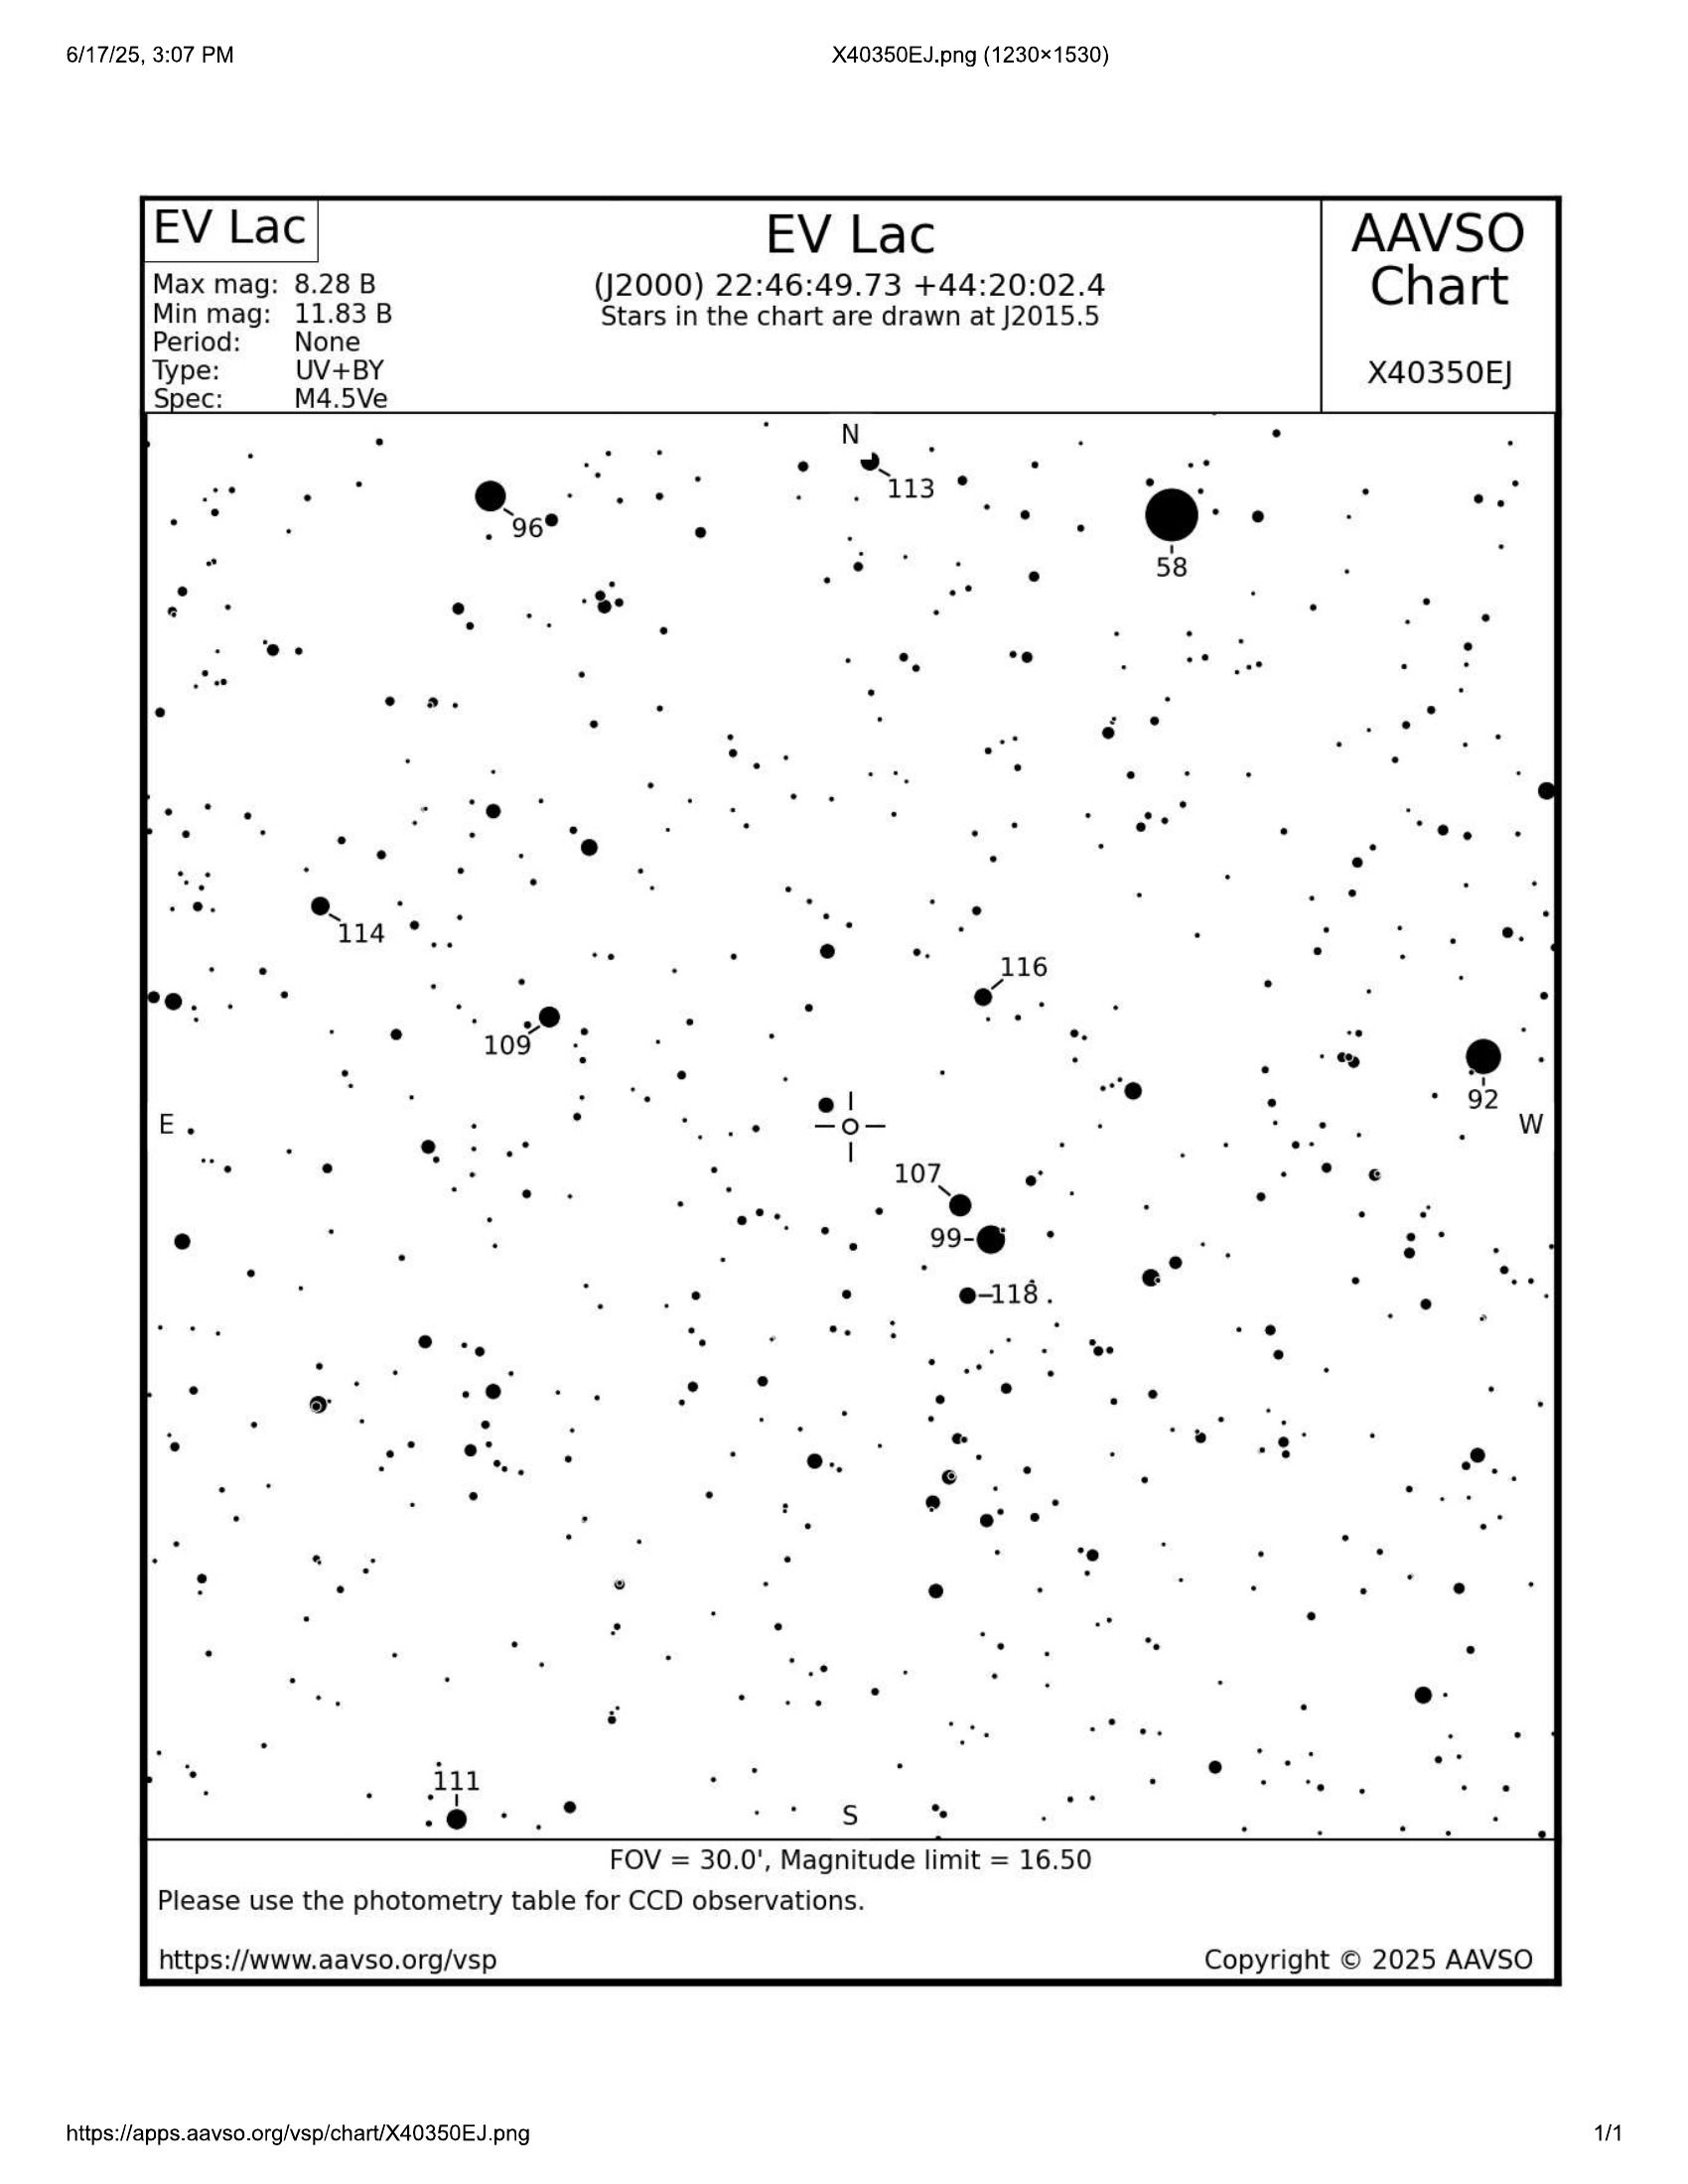 6/17/25, 3:07 PM X40350EJ.png (1230×1530)
EV Lac
EV Lac
AAVSO
Chart
X40350EJ
(J2000) 22:46:49.73 +44:20:02.4
Stars in the chart are drawn at J2015.5
Max mag: 8.28 B
Min mag: 11.83 B
Period: None
Type: UV+BY
Spec: M4.5Ve
N
113
96
58
114
116
109
92
E
W
107
99
118
111
S
FOV = 30.0', Magnitude limit = 16.50
Please use the photometry table for CCD observations.
https://www.aavso.org/vsp Copyright © 2025 AAVSO
https://apps.aavso.org/vsp/chart/X40350EJ.png 1/1